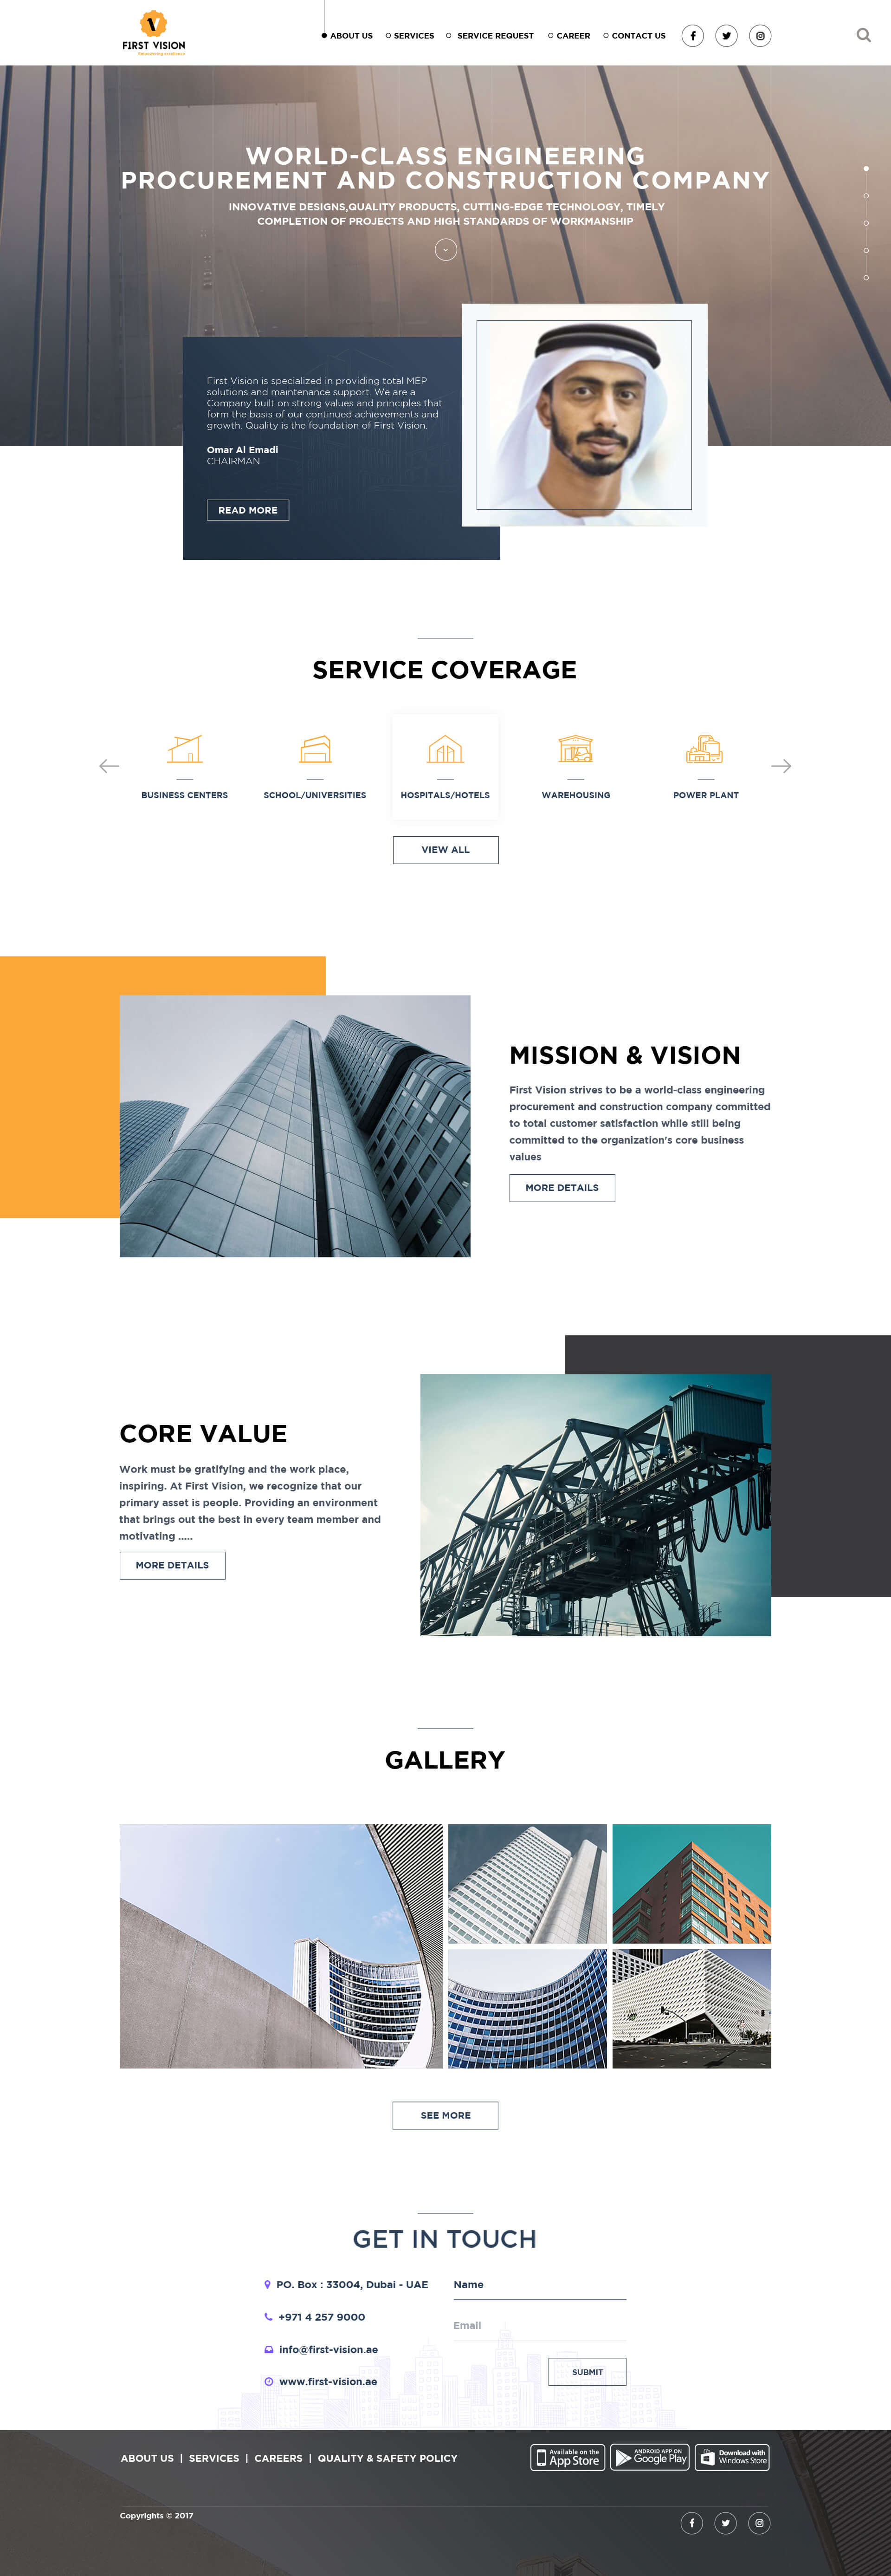 FIRST VISION
ABOUT US
SERVICES
SERVICE REQUEST
CAREER
CONTACT US
WORLD-CLASS ENGINEERING
PROCUREMENT AND CONSTRUCTION COMPANY
INNOVATIVE DESIGNS,QUALITY PRODUCTS, CUTTING-EDGE TECHNOLOGY, TIMELY
COMPLETION OF PROJECTS AND HIGH STANDARDS OF WORKMANSHIP
First Vision is specialized in providing total MEP
solutions and maintenance support. We are a
Company built on strong values and principles that
form the basis of our continued achievements and
growth. Quality is the foundation of First Vision.
Omar Al Emadi
CHAIRMAN
READ MORE
SERVICE COVERAGE
BUSINESS CENTERS
SCHOOL/UNIVERSITIES
HOSPITALS/HOTELS
WAREHOUSING
POWER PLANT
VIEW ALL
MISSION & VISION
First Vision strives to be a world-class engineering
procurement and construction company committed
to total customer satisfaction while still being
committed to the organization's core business
values
MORE DETAILS
CORE VALUE
Work must be gratifying and the work place,
inspiring. At First Vision, we recognize that our
primary asset is people. Providing an environment
that brings out the best in every team member and
motivating .....
MORE DETAILS
GALLERY
SEE MORE
GET IN TOUCH
PO. Box : 33004, Dubai - UAE
+971 4 257 9000
info@first-vision.ae
www.first-vision.ae
Name
Email
SUBMIT
ABOUT US | SERVICES | CAREERS | QUALITY & SAFETY POLICY
Available on the
App Store
ANDROID APP ON
Google Play
Download with
Windows Store
Copyrights © 2017